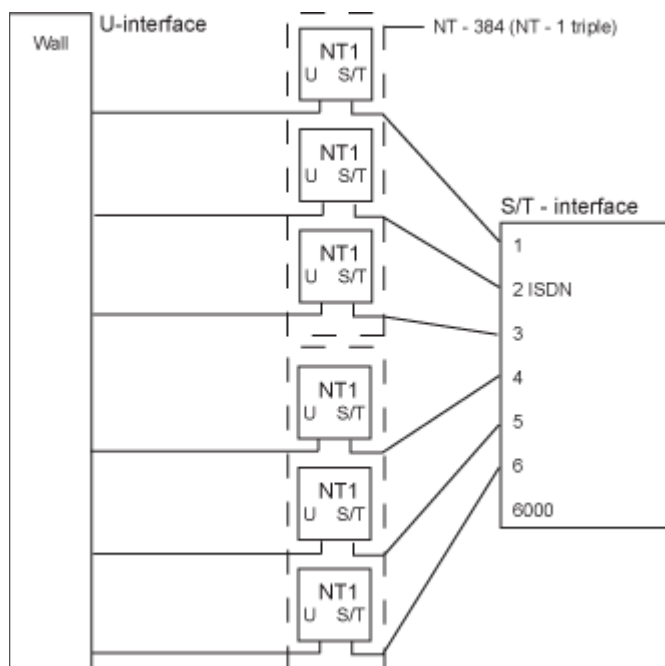 U-interface
Wall
NT - 384 (NT - 1 triple)
NT1
U S/T
NT1
U S/T
NT1
U S/T
S/T - interface
1
2 ISDN
3
4
5
6
6000
NT1
U S/T
NT1
U S/T
NT1
U S/T